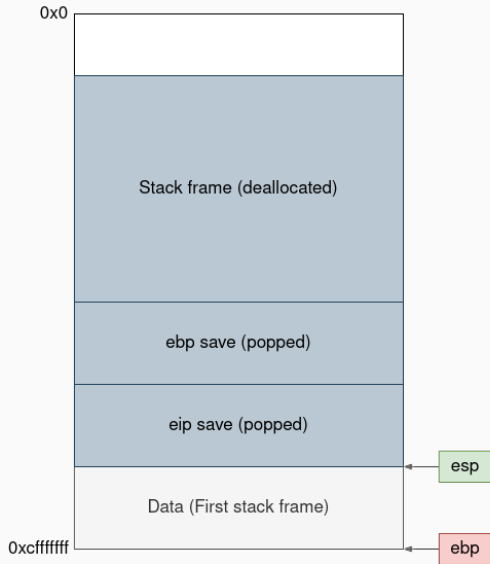 0x0
Stack frame (deallocated)
ebp save (popped)
eip save (popped)
esp
Data (First stack frame)
0xcfffffff
ebp